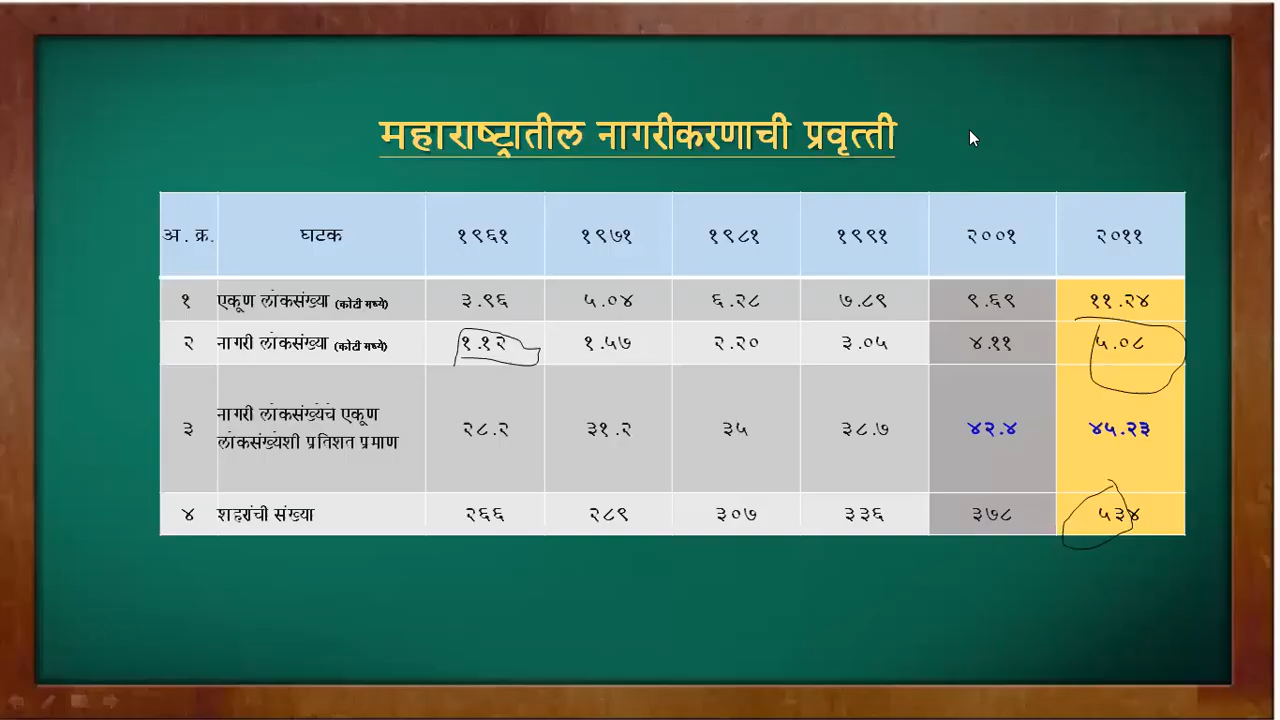 महाराष्ट्रातील नागरीकरणाची प्रवृत्ती
अ. क्र. घटक १९६१ १९७१ १९८१ १९९१ २००१ २०११
१ एकूण लोकसंख्या (कोटी मध्ये) ३.९६ ५.०४ ६.२८ ७.८९ ९.६९ ११.२४
२ नागरी लोकसंख्या (कोटी मध्ये) १.१२ १.५७ २.२० ३.०५ ४.११ ५.०८
३ नागरी लोकसंख्येचे एकूण
लोकसंख्येशी प्रतिशत प्रमाण २८.२ ३१.२ ३५ ३८.७ ४२.४ ४५.२३
४ शहरांची संख्या २६६ २८९ ३०७ ३३६ ३७८ ५३४